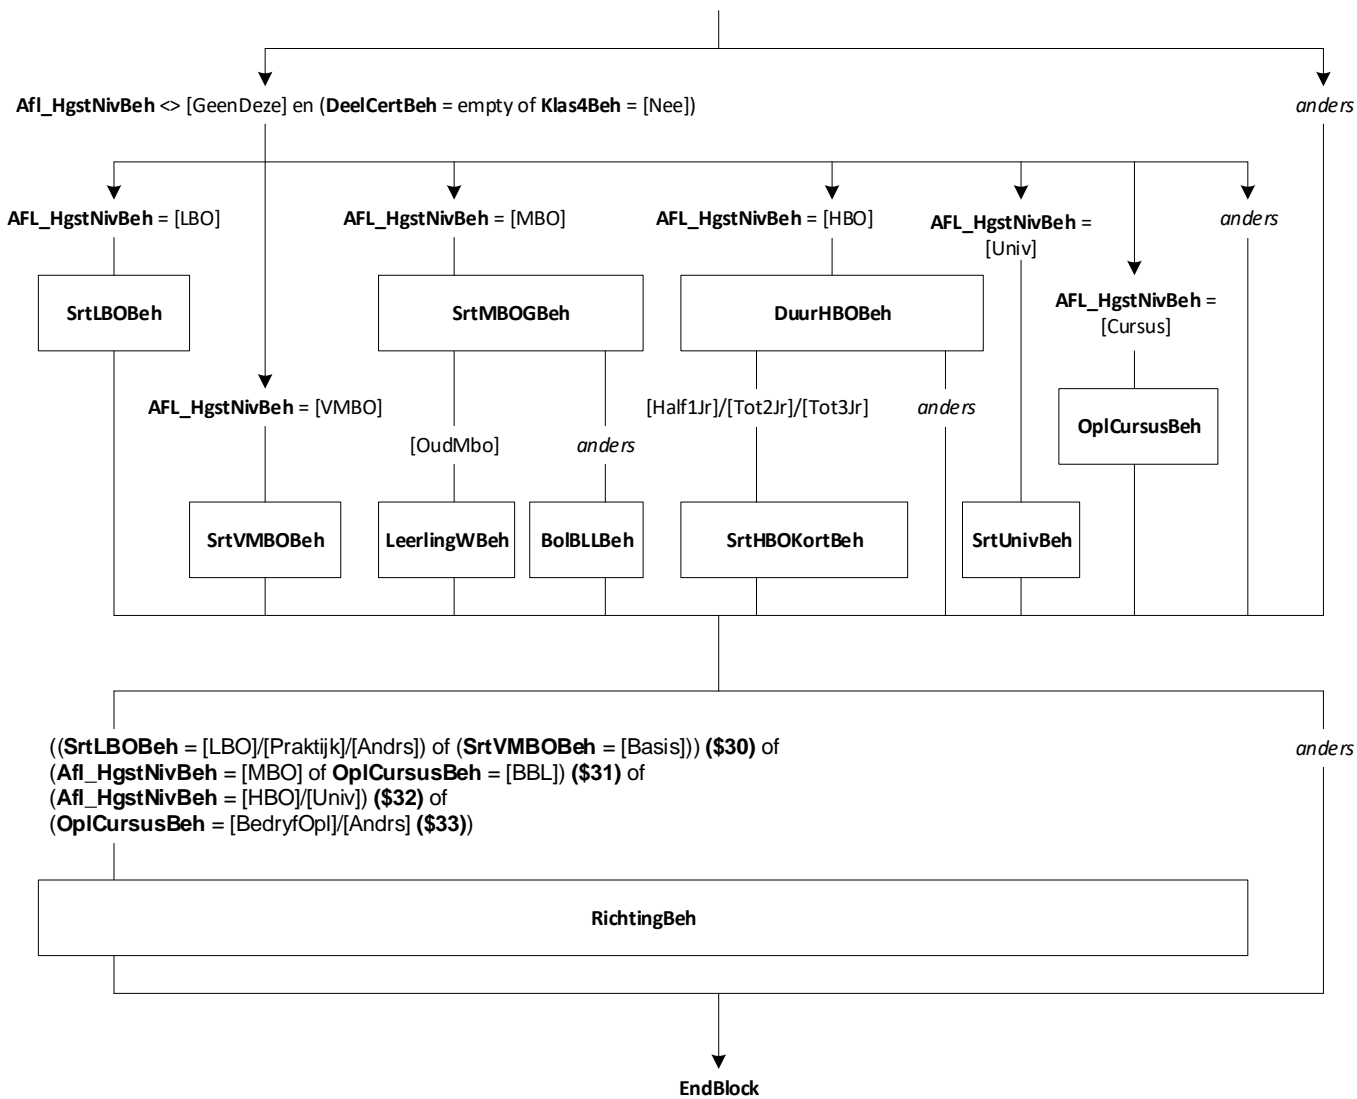 Afl_HgstNivBeh <> [GeenDeze] en (DeelCertBeh = empty of Klas4Beh = [Nee])
anders
AFL_HgstNivBeh = [LBO]
AFL_HgstNivBeh = [MBO]
AFL_HgstNivBeh = [HBO]
AFL_HgstNivBeh =
[Univ]
anders
SrtLBOBeh
SrtMBOGBeh
DuurHBOBeh
AFL_HgstNivBeh =
[Cursus]
AFL_HgstNivBeh = [VMBO]
[Half1Jr]/[Tot2Jr]/[Tot3Jr]
anders
OplCursusBeh
[OudMbo]
anders
SrtVMBOBeh
LeerlingWBeh
BolBLLBeh
SrtHBOKortBeh
SrtUnivBeh
((SrtLBOBeh = [LBO]/[Praktijk]/[Andrs]) of (SrtVMBOBeh = [Basis])) ($30) of
(Afl_HgstNivBeh = [MBO] of OplCursusBeh = [BBL]) ($31) of
(Afl_HgstNivBeh = [HBO]/[Univ]) ($32) of
(OplCursusBeh = [BedryfOpl]/[Andrs] ($33))
anders
RichtingBeh
EndBlock